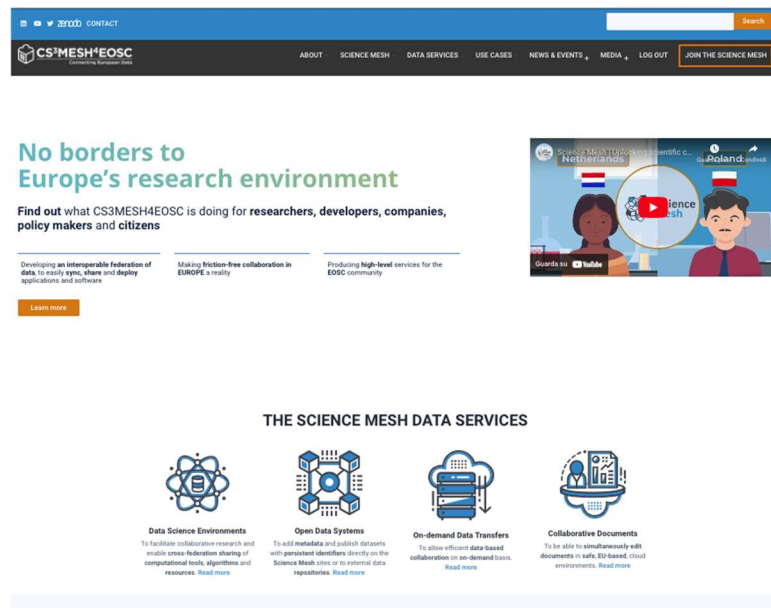 zenodo CONTACT
Search
CS³MESH⁴EOSC
Connecting European Data
ABOUT SCIENCE MESH DATA SERVICES USE CASES NEWS & EVENTS + MEDIA + LOG OUT JOIN THE SCIENCE MESH
No borders to
Europe's research environment
Find out what CS3MESH4EOSC is doing for researchers, developers, companies,
policy makers and citizens
Developing an interoperable federation of
data, to easily sync, share and deploy
applications and software
Making friction-free collaboration in
EUROPE a reality
Producing high-level services for the
EOSC community
Learn more
Science Mesh | Unlocking scientific c...
Netherlands
Poland
Guarda su YouTube
THE SCIENCE MESH DATA SERVICES
Data Science Environments
To facilitate collaborative research and
enable cross-federation sharing of
computational tools, algorithms and
resources. Read more
Open Data Systems
To add metadata and publish datasets
with persistent identifiers directly on the
Science Mesh sites or to external data
repositories. Read more
On-demand Data Transfers
To allow efficient data-based
collaboration on on-demand basis.
Read more
Collaborative Documents
To be able to simultaneously edit
documents in safe, EU-based, cloud
environments. Read more